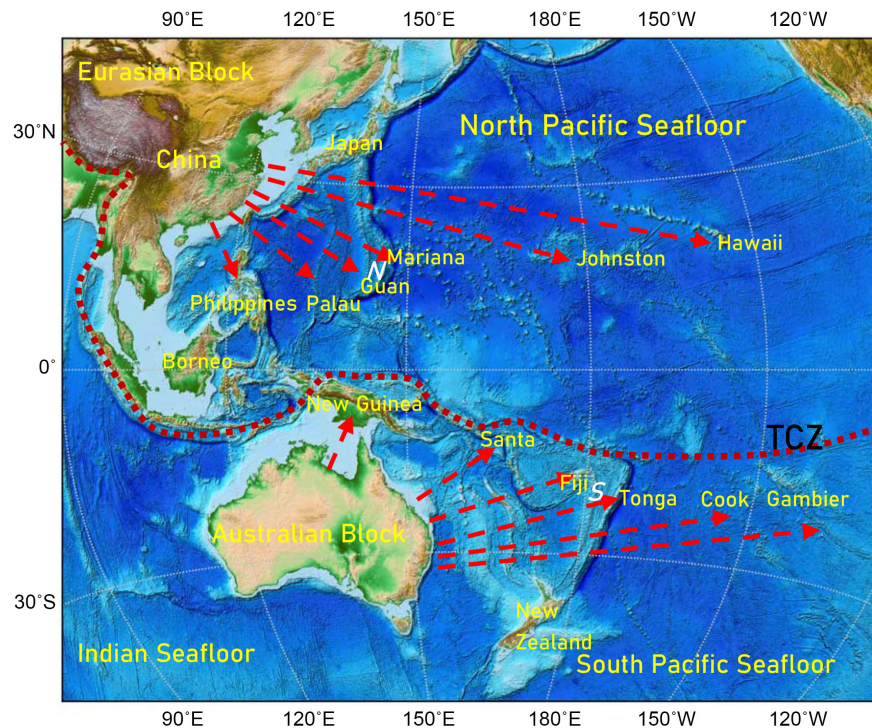 90°E 120°E 150°E 180°E 150°W 120°W
Eurasian Block
30°N
North Pacific Seafloor
Japan
China
Hawaii
Mariana
Johnston
N
Guan
Philippines Palau
Borneo
0°
New Guinea
TCZ
Santa
Fiji
S
Tonga
Cook
Gambier
Australian Block
30°S
New
Zealand
Indian Seafloor
South Pacific Seafloor
90°E 120°E 150°E 180°E 150°W 120°W